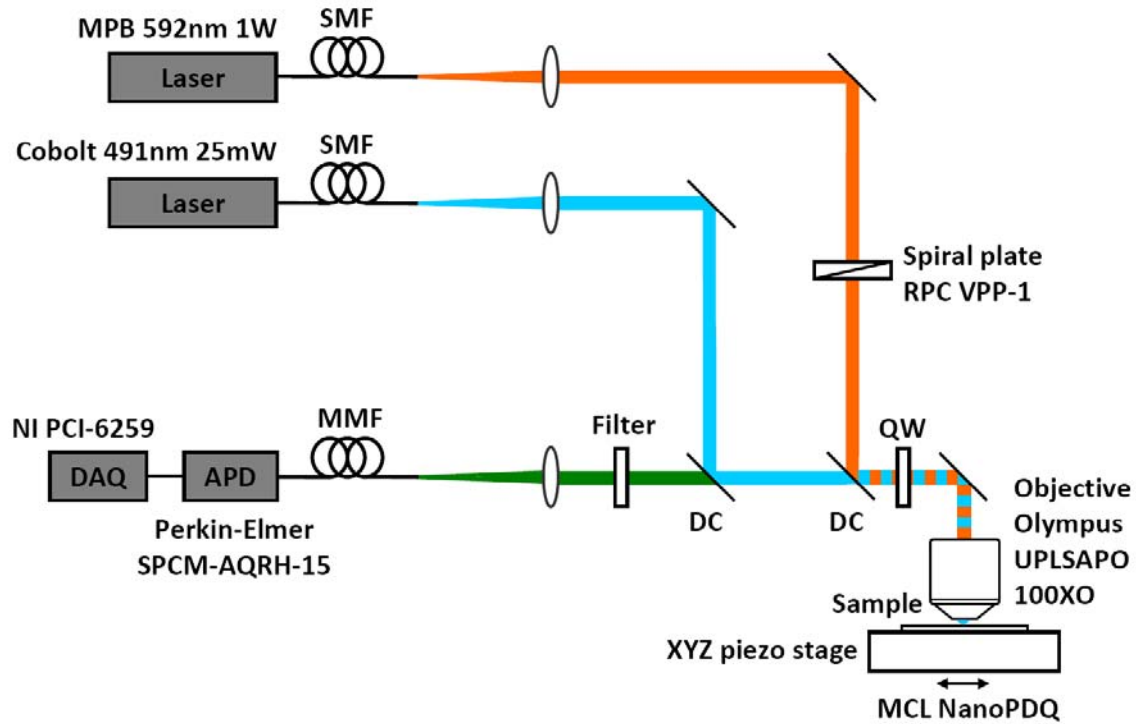 MPB 592nm 1W
SMF
Laser
Cobolt 491nm 25mW
SMF
Laser
Spiral plate
RPC VPP-1
NI PCI-6259
MMF
Filter
QW
DAQ
APD
Perkin-Elmer
SPCM-AQRH-15
DC
DC
Objective
Olympus
UPLSAPO
100XO
Sample
XYZ piezo stage
MCL NanoPDQ